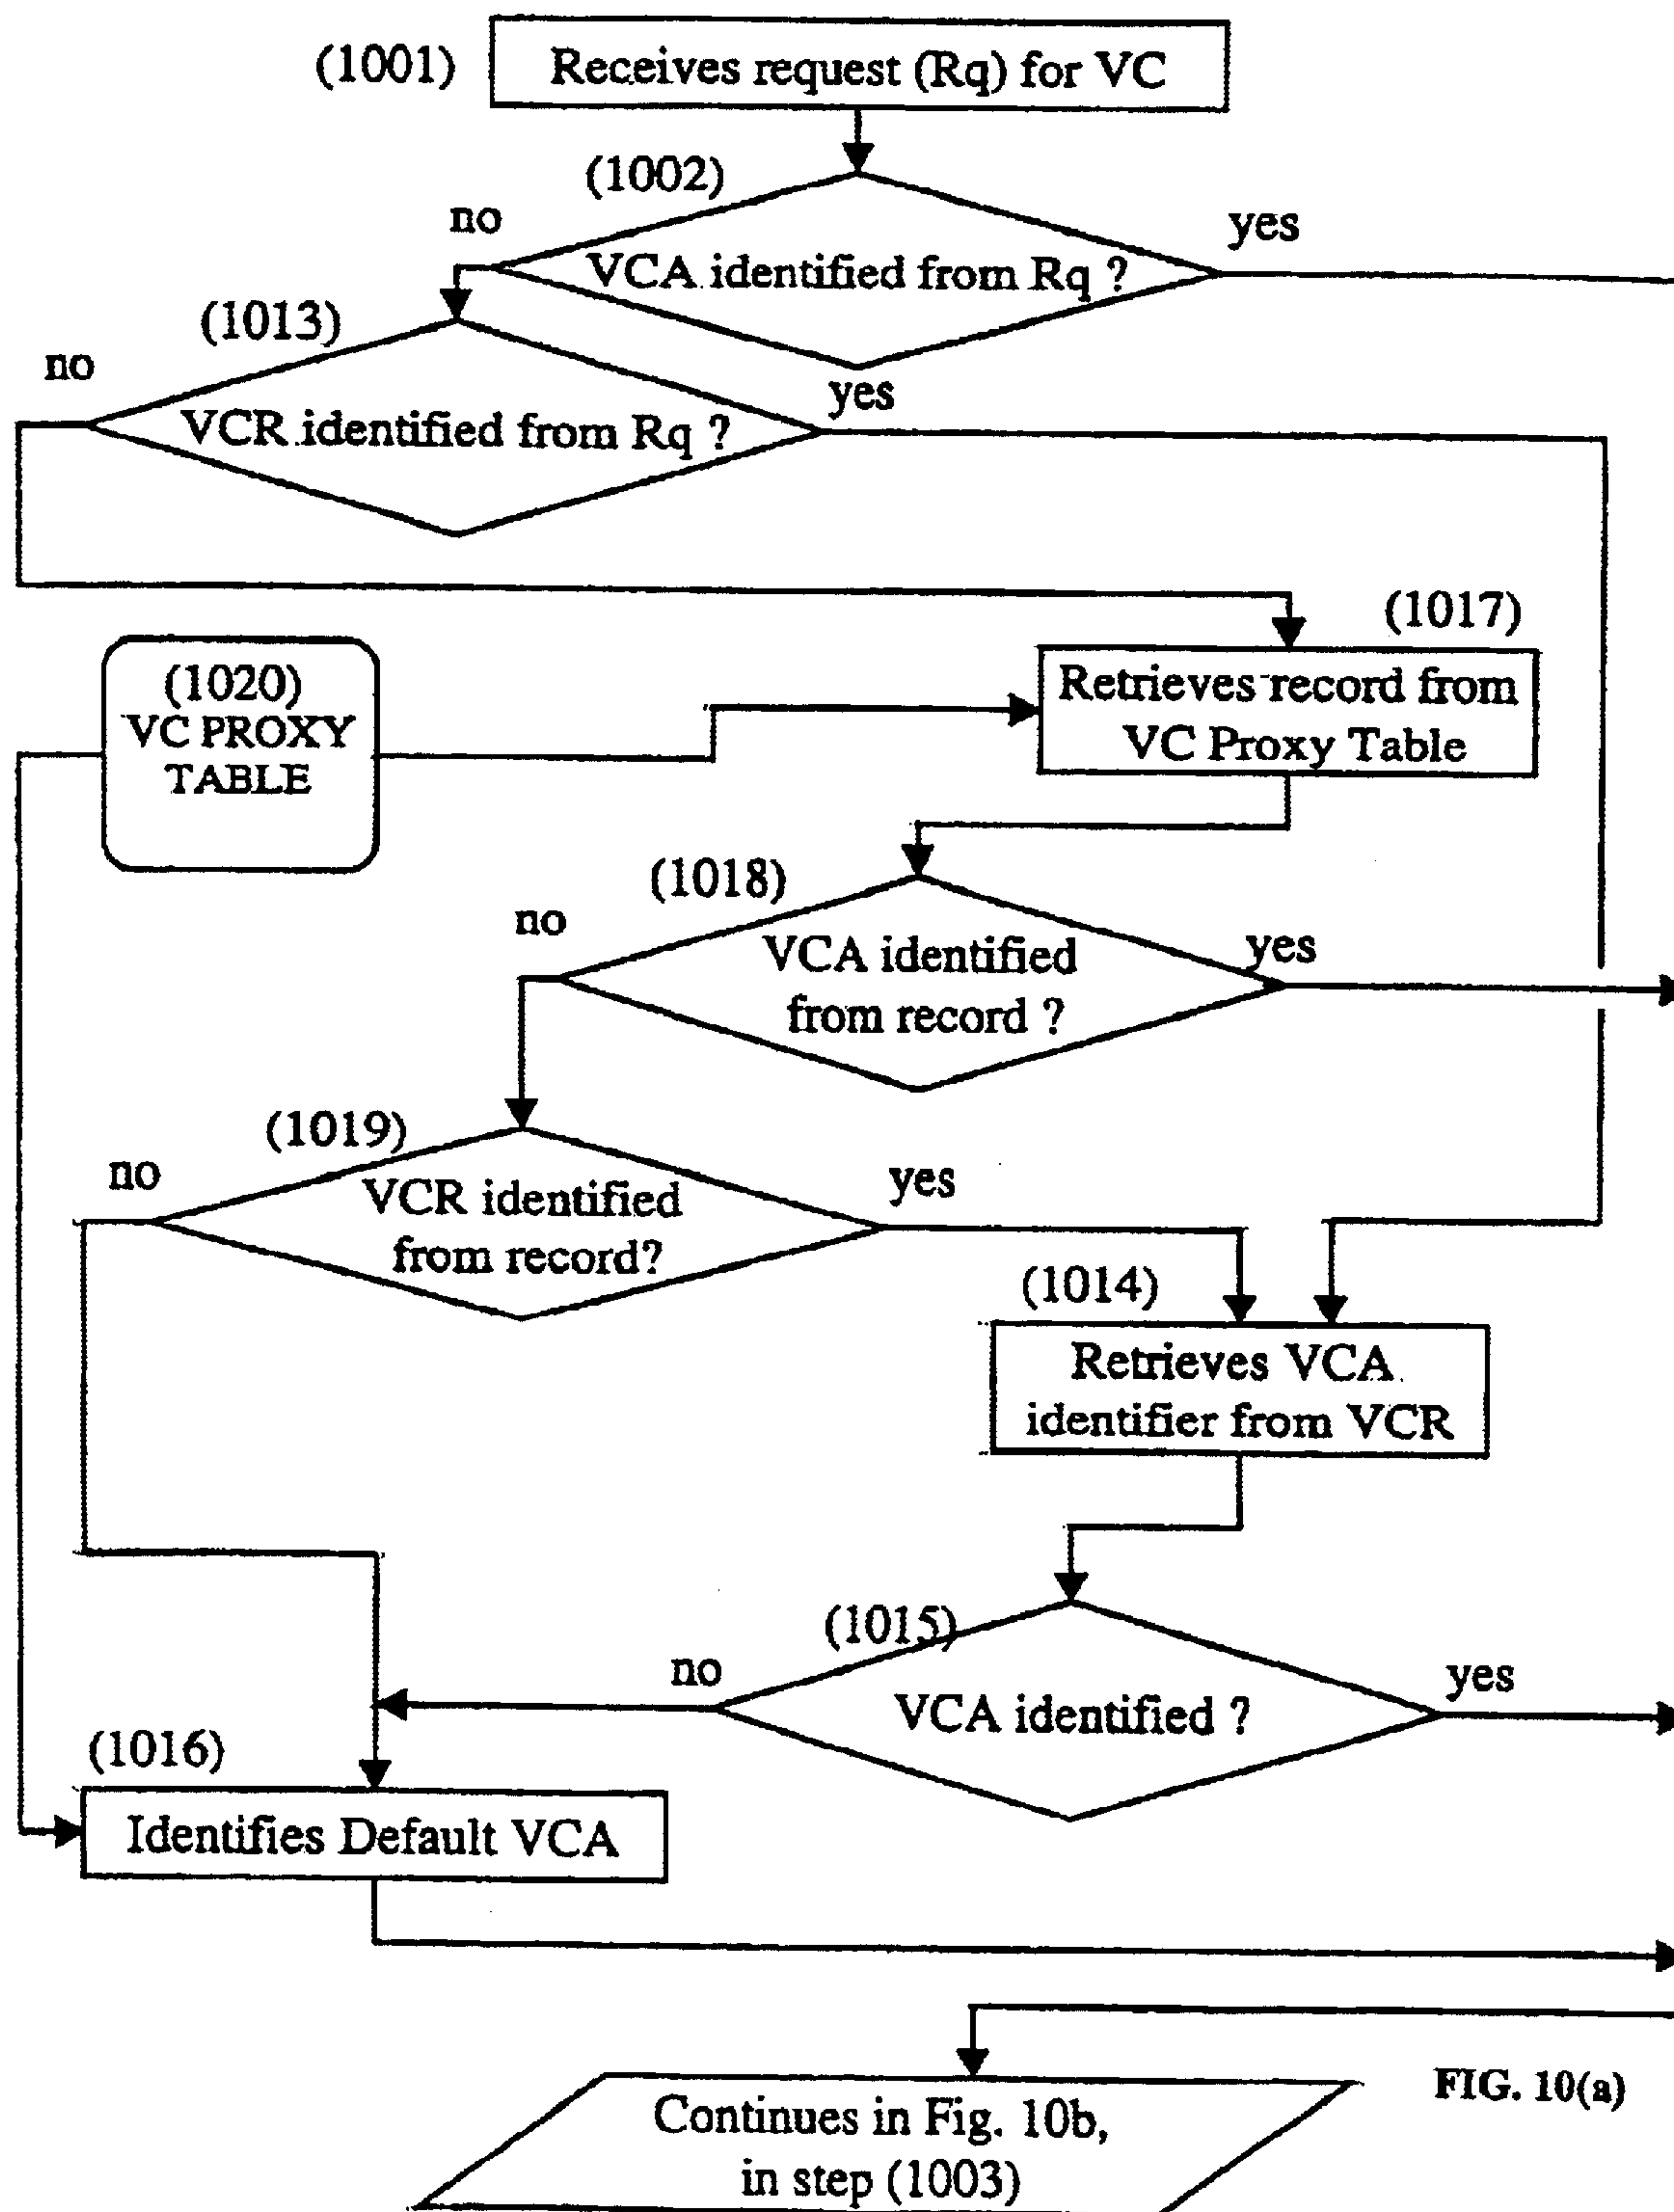 (1001)
Receives request (Rq) for VC
(1002)
no
yes
VCA identified from Rq ?
(1013)
no
yes
VCR identified from Rq ?
(1017)
Retrieves record from
VC Proxy Table
(1020)
VC PROXY
TABLE
(1018)
no
yes
VCA identified
from record ?
(1019)
no
yes
VCR identified
from record?
(1014)
Retrieves VCA
identifier from VCR
(1015)
no
yes
VCA identified ?
(1016)
Identifies Default VCA
FIG. 10(a)
Continues in Fig. 10b,
in step (1003)